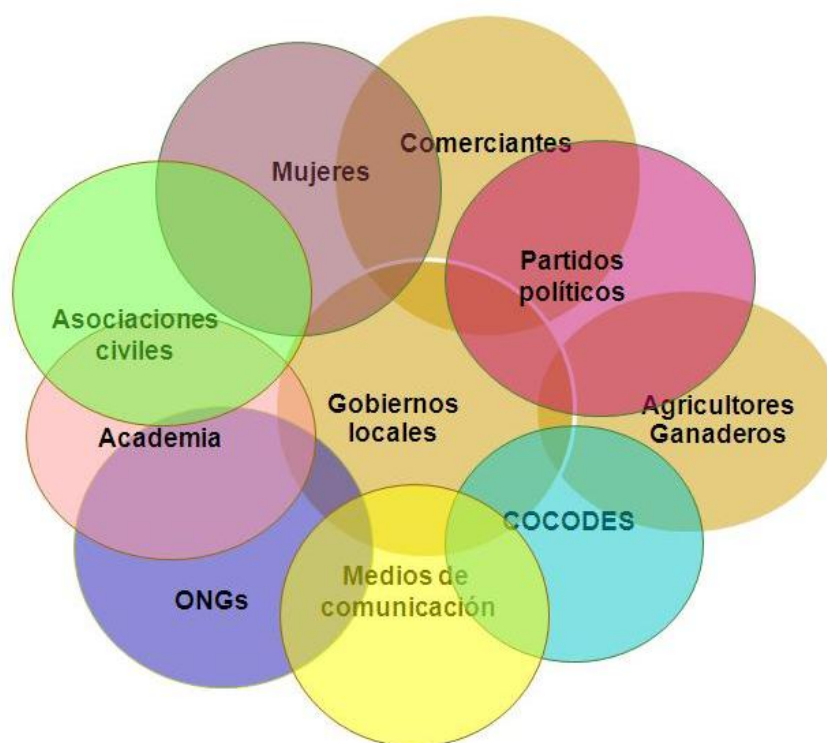 Comerciantes
Mujeres
Partidos
políticos
Asociaciones
civiles
Gobiernos
locales
Agricultores
Ganaderos
Academia
COCODES
Medios de
comunicación
ONGs